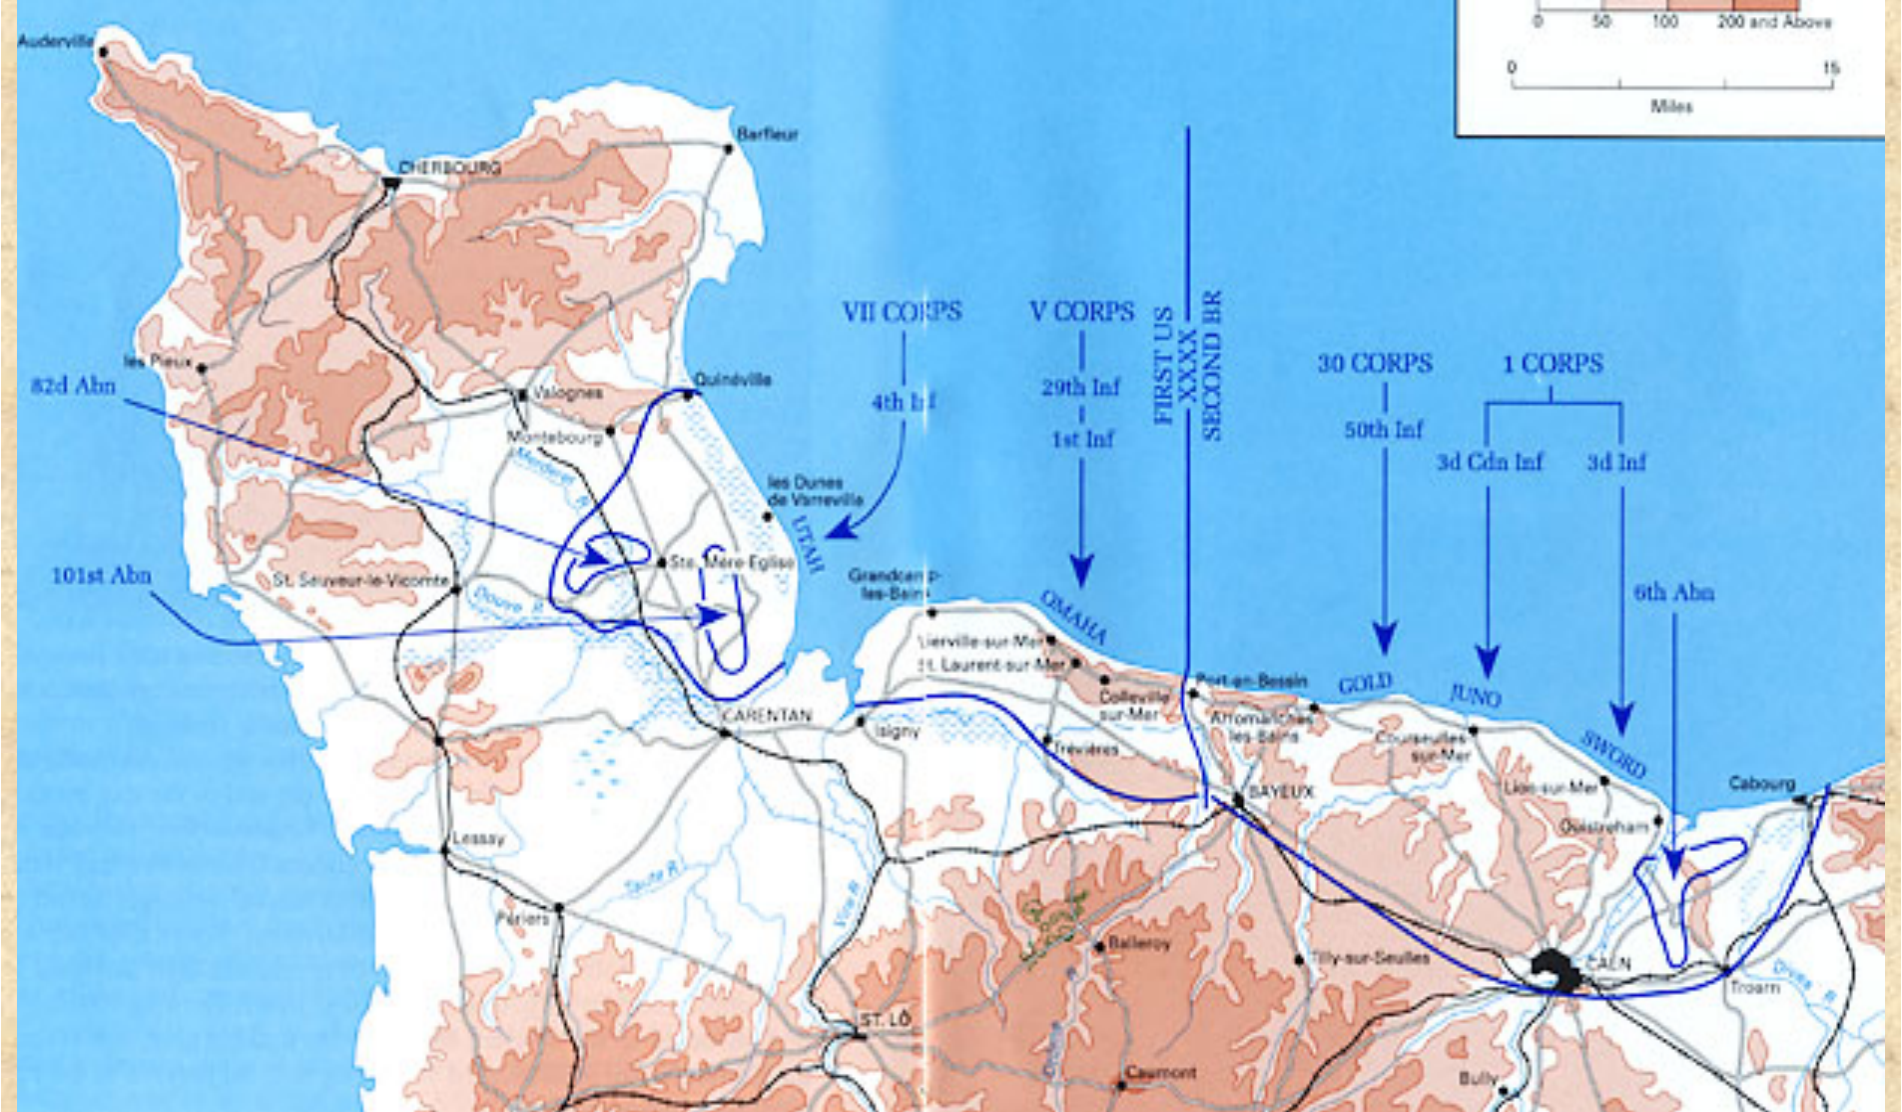 0 50 100 200 and Above
0 15
Miles
Auderville
Barfleur
CHERBOURG
VII CORPS
V CORPS
FIRST US
XXXXX
SECOND BR
30 CORPS
1 CORPS
les Pieux
82d Abn
Quinéville
Valognes
4th Inf
29th Inf
1st Inf
50th Inf
3d Cdn Inf
3d Inf
Montebourg
Merderet R
les Dunes
de Varreville
UTAH
Ste. Mère-Eglise
101st Abn
St. Sauveur-le-Vicomte
Douve R
Grandcamp-
les-Bains
6th Abn
OMAHA
Vierville-sur-Mer
St. Laurent-sur-Mer
Colleville
sur-Mer
Port-en-Bessin
GOLD
JUNO
CARENTAN
Isigny
Trévières
Arromanches
les-Bains
Courseulles
sur-Mer
SWORD
Lion-sur-Mer
Cabourg
BAYEUX
Ouistreham
Lessay
Taute R
Vire R
Périers
Balleroy
Tilly-sur-Seulles
CAEN
Troarn
Dives R
ST. LÔ
Caumont
Bully